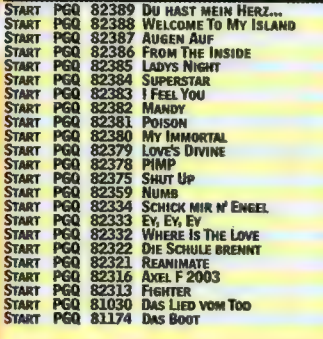 START PGQ 82389 DU HAST MEIN HERZ...
START PGQ 82388 WELCOME TO MY ISLAND
START PGQ 82387 AUGEN AUF
START PGQ 82386 FROM THE INSIDE
START PGQ 82385 LADYS NIGHT
START PGQ 82384 SUPERSTAR
START PGQ 82383 I FEEL YOU
START PGQ 82382 MANDY
START PGQ 82381 POISON
START PGQ 82380 MY IMMORTAL
START PGQ 82379 LOVE'S DIVINE
START PGQ 82378 PIMP
START PGQ 82375 SHUT UP
START PGQ 82359 NUMB
START PGQ 82334 SCHICK MIR N' ENGEL
START PGQ 82333 EY, EY, EY
START PGQ 82332 WHERE IS THE LOVE
START PGQ 82322 DIE SCHULE BRENNT
START PGQ 82321 REANIMATE
START PGQ 82316 AXEL F 2003
START PGQ 82313 FIGHTER
START PGQ 81030 DAS LIED VOM TOD
START PGQ 81174 DAS BOOT